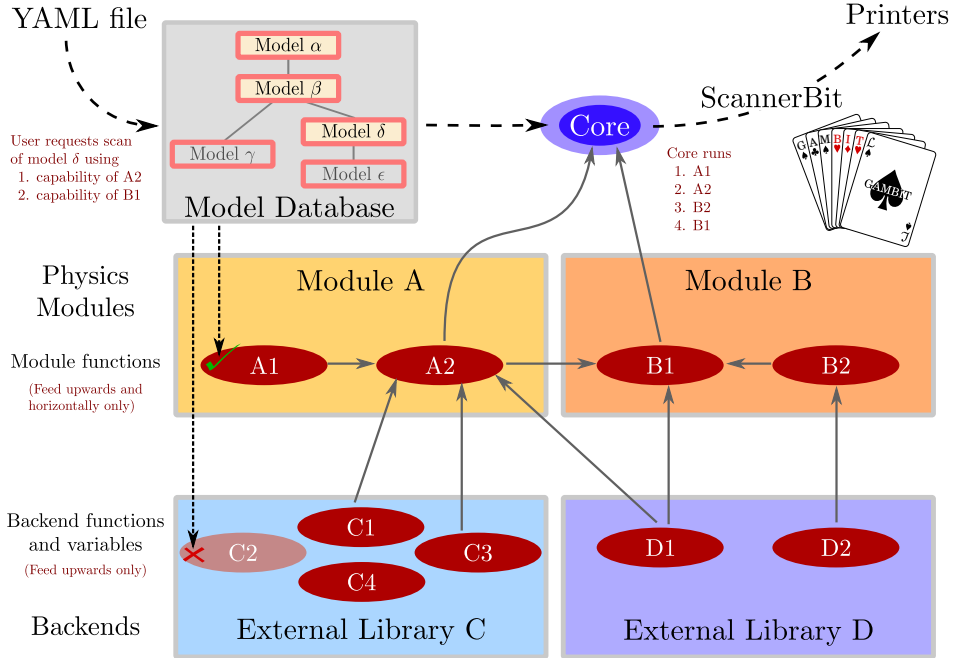 YAML file
Printers
Model α
Model β
Model δ
Model γ
Model ϵ
Model Database
User requests scan
of model δ using
1. capability of A2
2. capability of B1
Core
ScannerBit
Core runs
1. A1
2. A2
3. B2
4. B1
G A M B I T L
GAMBIT
J
Physics
Modules
Module A
Module B
Module functions
(Feed upwards and
horizontally only)
A1
A2
B1
B2
Backend functions
and variables
(Feed upwards only)
C1
C2
C3
C4
D1
D2
Backends
External Library C
External Library D